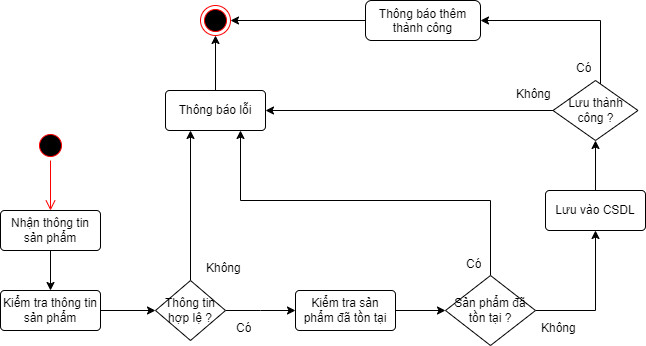 Thông báo thêm
thành công
Có
Không
Thông báo lỗi
Lưu thành
công ?
Nhận thông tin
sản phẩm
Lưu vào CSDL
Không
Có
Kiểm tra thông tin
sản phẩm
Thông tin
hợp lệ ?
Có
Kiểm tra sản
phẩm đã tồn tại
Sản phẩm đã
tồn tại ?
Không